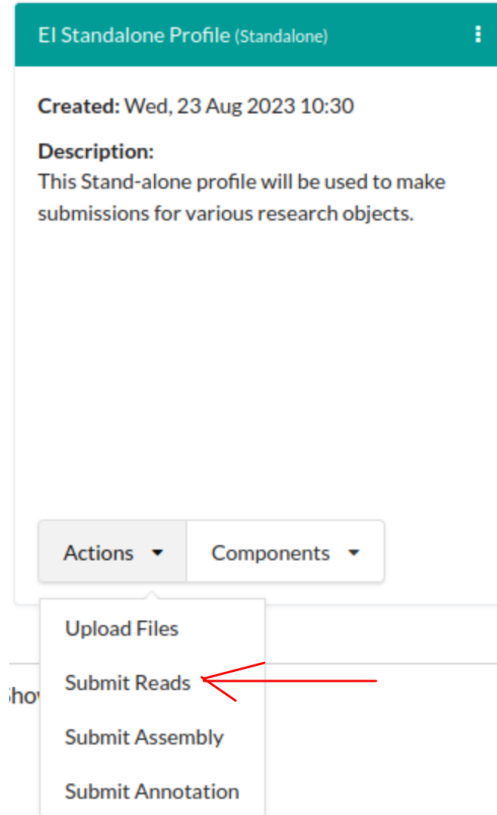 EI Standalone Profile (Standalone)
Created: Wed, 23 Aug 2023 10:30
Description:
This Stand-alone profile will be used to make
submissions for various research objects.
Actions Components
Upload Files
Submit Reads
Submit Assembly
Submit Annotation